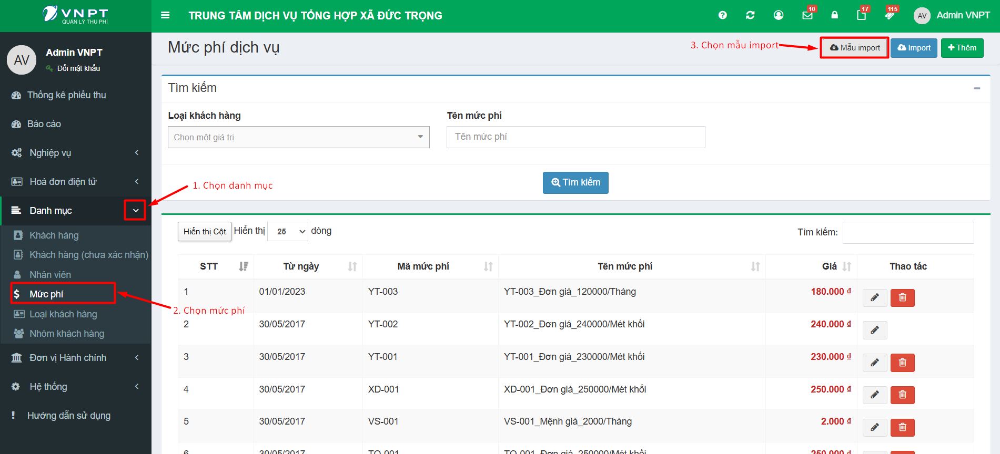 VNPT
QUẢN LÝ THU PHÍ
TRUNG TÂM DỊCH VỤ TỔNG HỢP XÃ ĐỨC TRỌNG
10
17
115
AV
Admin VNPT
AV
Admin VNPT
Đổi mật khẩu
Thống kê phiếu thu
Báo cáo
Nghiệp vụ
Hoá đơn điện tử
Danh mục
Khách hàng
Khách hàng (chưa xác nhận)
Nhân viên
Mức phí
Loại khách hàng
Nhóm khách hàng
Đơn vị Hành chính
Hệ thống
Hướng dẫn sử dụng
1. Chọn danh mục
2. Chọn mức phí
Mức phí dịch vụ
3. Chọn mẫu import
Mẫu import
Import
Thêm
Tìm kiếm
Loại khách hàng
Tên mức phí
Chọn một giá trị
Tên mức phí
Tìm kiếm
Hiển thị Cột
Hiển thị 25 dòng
Tìm kiếm:
STT Từ ngày Mã mức phí Tên mức phí Giá Thao tác
1 01/01/2023 YT-003 YT-003_Đơn giá_120000/Tháng 180.000 đ
2 30/05/2017 YT-002 YT-002_Đơn giá_240000/Mét khối 240.000 đ
3 30/05/2017 YT-001 YT-001_Đơn giá_230000/Mét khối 230.000 đ
4 30/05/2017 XD-001 XD-001_Đơn giá_250000/Mét khối 250.000 đ
5 30/05/2017 VS-001 VS-001_Mệnh giá_2000/Tháng 2.000 đ
6 30/05/2017 TQ-001 TQ-001_Đơn giá_250000/Mét khối 250.000 đ